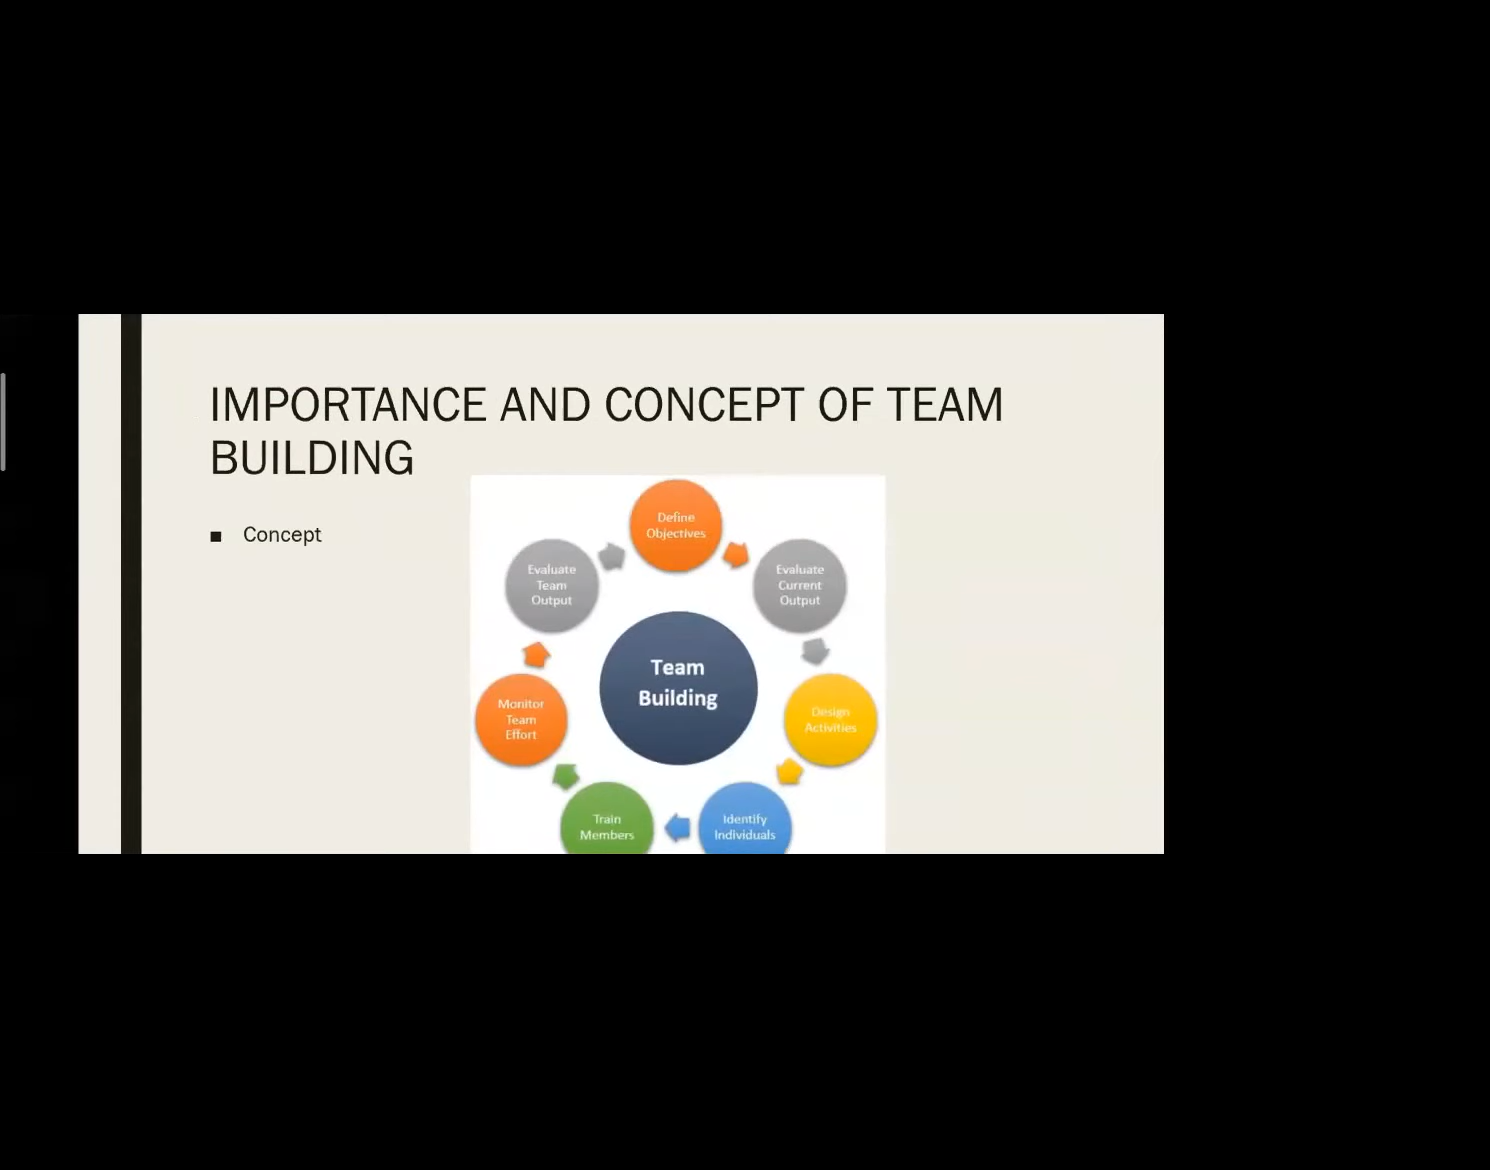 IMPORTANCE AND CONCEPT OF TEAM
BUILDING
■ Concept
Define
Objectives
Evaluate
Current
Output
Design
Activities
Identify
Individuals
Train
Members
Monitor
Team
Effort
Evaluate
Team
Output
Team
Building